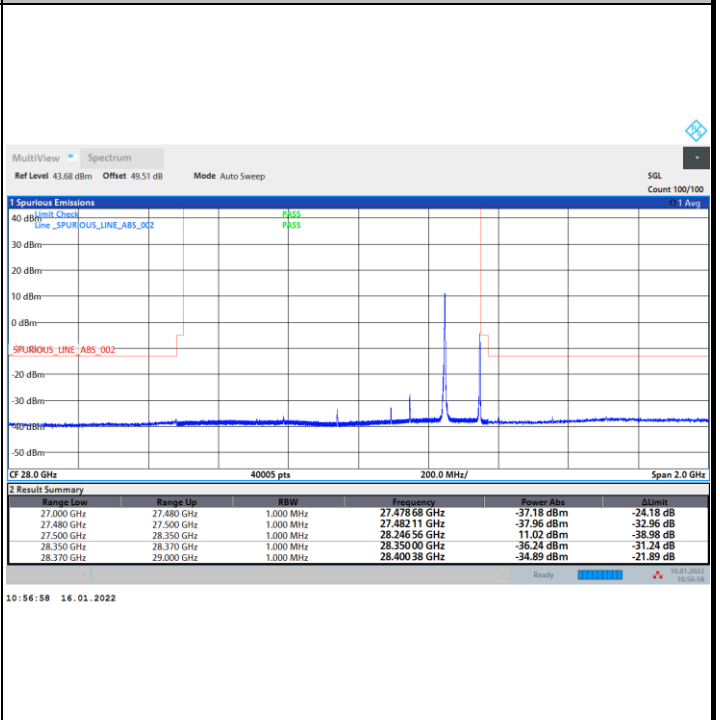 MultiView Spectrum
Ref Level 43.68 dBm Offset 49.51 dB Mode Auto Sweep SGL
Count 100/100
1 Spurious Emissions 1 Avg
40 dBm Limit Check PASS
Line _SPURIOUS_LINE_ABS_002 PASS
30 dBm
20 dBm
10 dBm
0 dBm
_SPURIOUS_LINE_ABS_002
-20 dBm
-30 dBm
-40 dBm
-50 dBm
CF 28.0 GHz 40005 pts 200.0 MHz/ Span 2.0 GHz
2 Result Summary
Range Low Range Up RBW Frequency Power Abs ΔLimit
27.000 GHz 27.480 GHz 1.000 MHz 27.478 68 GHz -37.18 dBm -24.18 dB
27.480 GHz 27.500 GHz 1.000 MHz 27.482 11 GHz -37.96 dBm -32.96 dB
27.500 GHz 28.350 GHz 1.000 MHz 28.246 56 GHz 11.02 dBm -38.98 dB
28.350 GHz 28.370 GHz 1.000 MHz 28.350 00 GHz -36.24 dBm -31.24 dB
28.370 GHz 29.000 GHz 1.000 MHz 28.400 38 GHz -34.89 dBm -21.89 dB
Ready 16.01.2022
10:56:58
10:56:58 16.01.2022